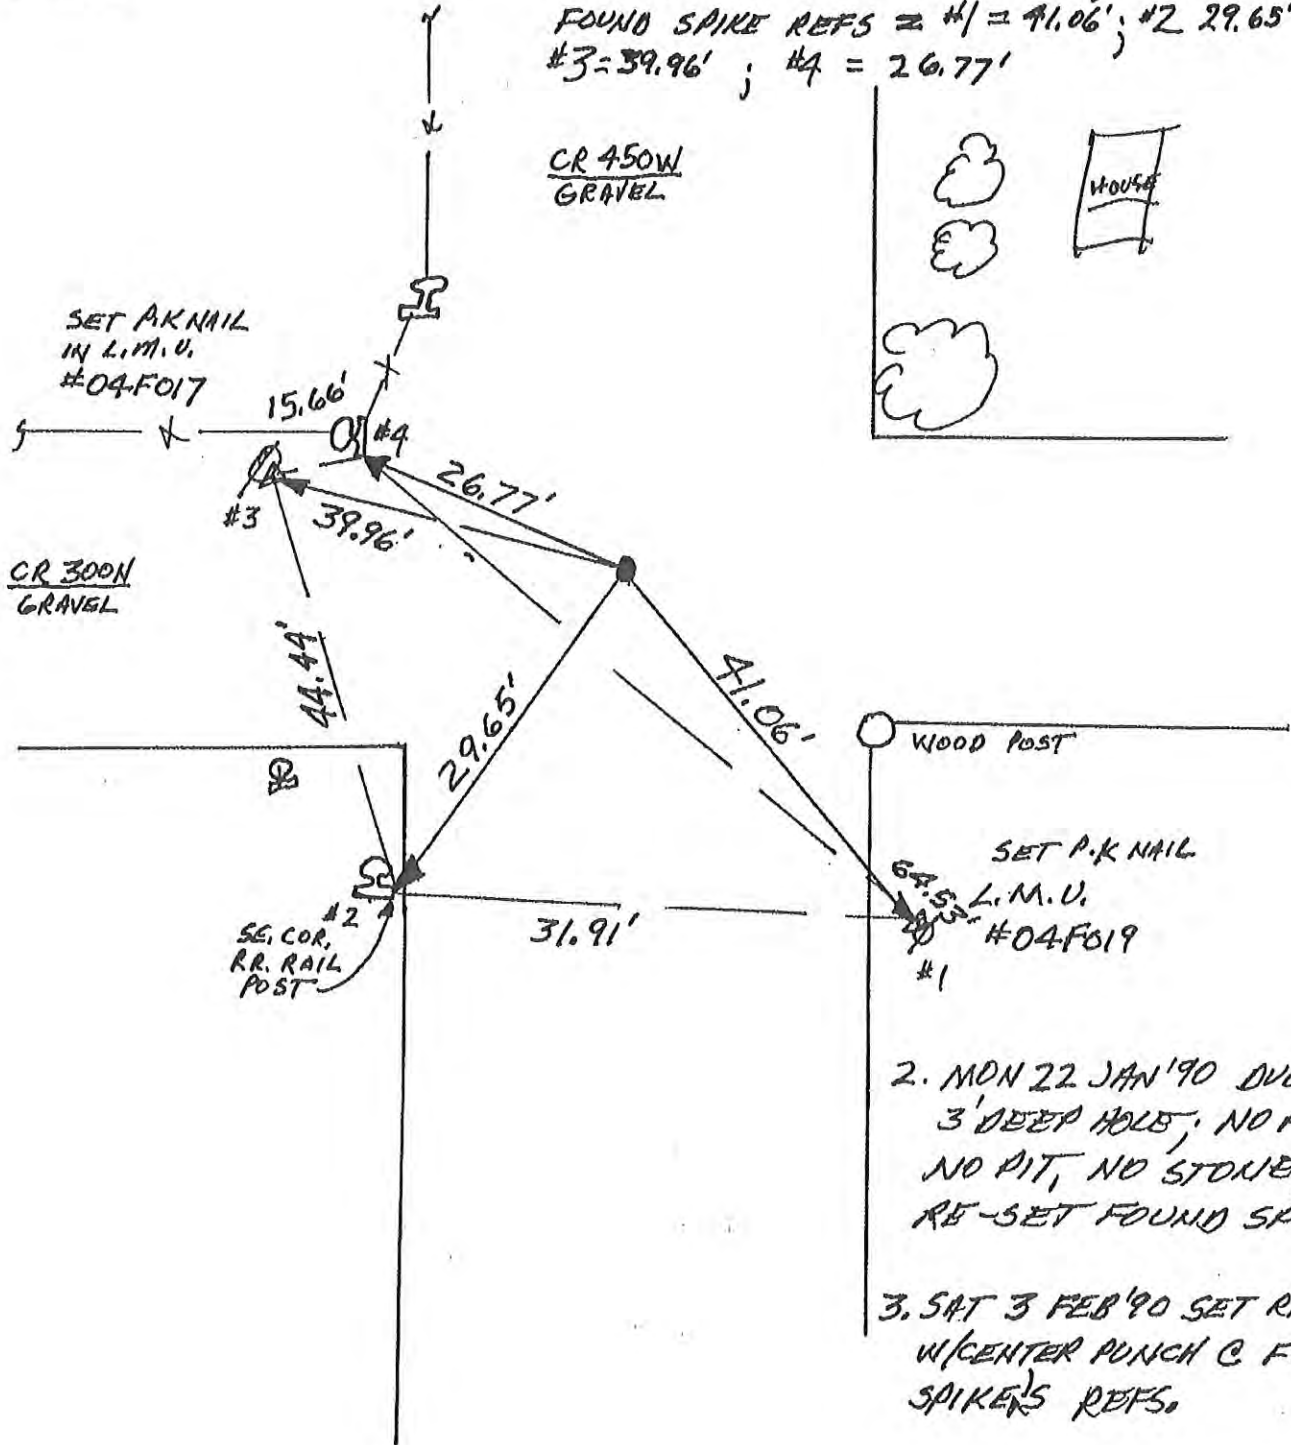 FOUND SPIKE REFS = #1 = 41.06'; #2 29.65'
#3=39.96' ; #4 = 26.77'
CR 450W
GRAVEL
HOUSE
SET P.K NAIL
IN L.M.U.
#04F017
15.66'
#4
#3
26.77'
39.96'
CR 300N
GRAVEL
44.44'
29.65'
41.06'
WOOD POST
SET P.K NAIL
L.M.U.
#04F019
64.53'
#1
#2
SE. COR.
RR. RAIL
POST
31.91'
2. MON 22 JAN '90
3' DEEP HOLE; NO
NO PIT, NO STONE
RE-SET FOUND
3. SAT 3 FEB '90 SET
W/CENTER PUNCH @
SPIKE'S REFS.